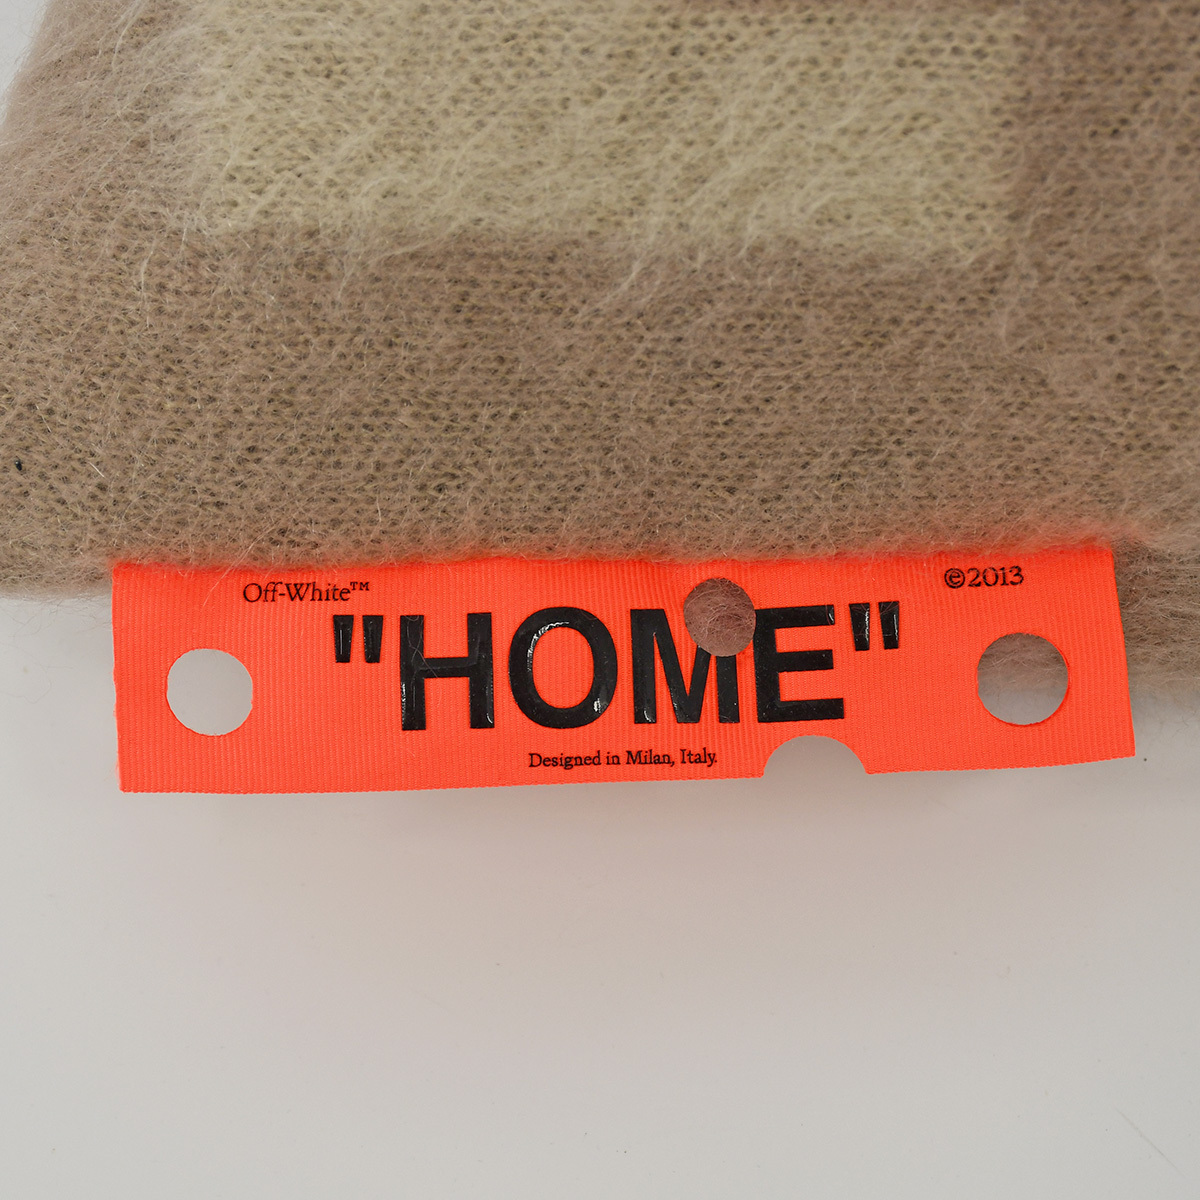 Off-White™
©2013
"HOME"
Designed in Milan, Italy.